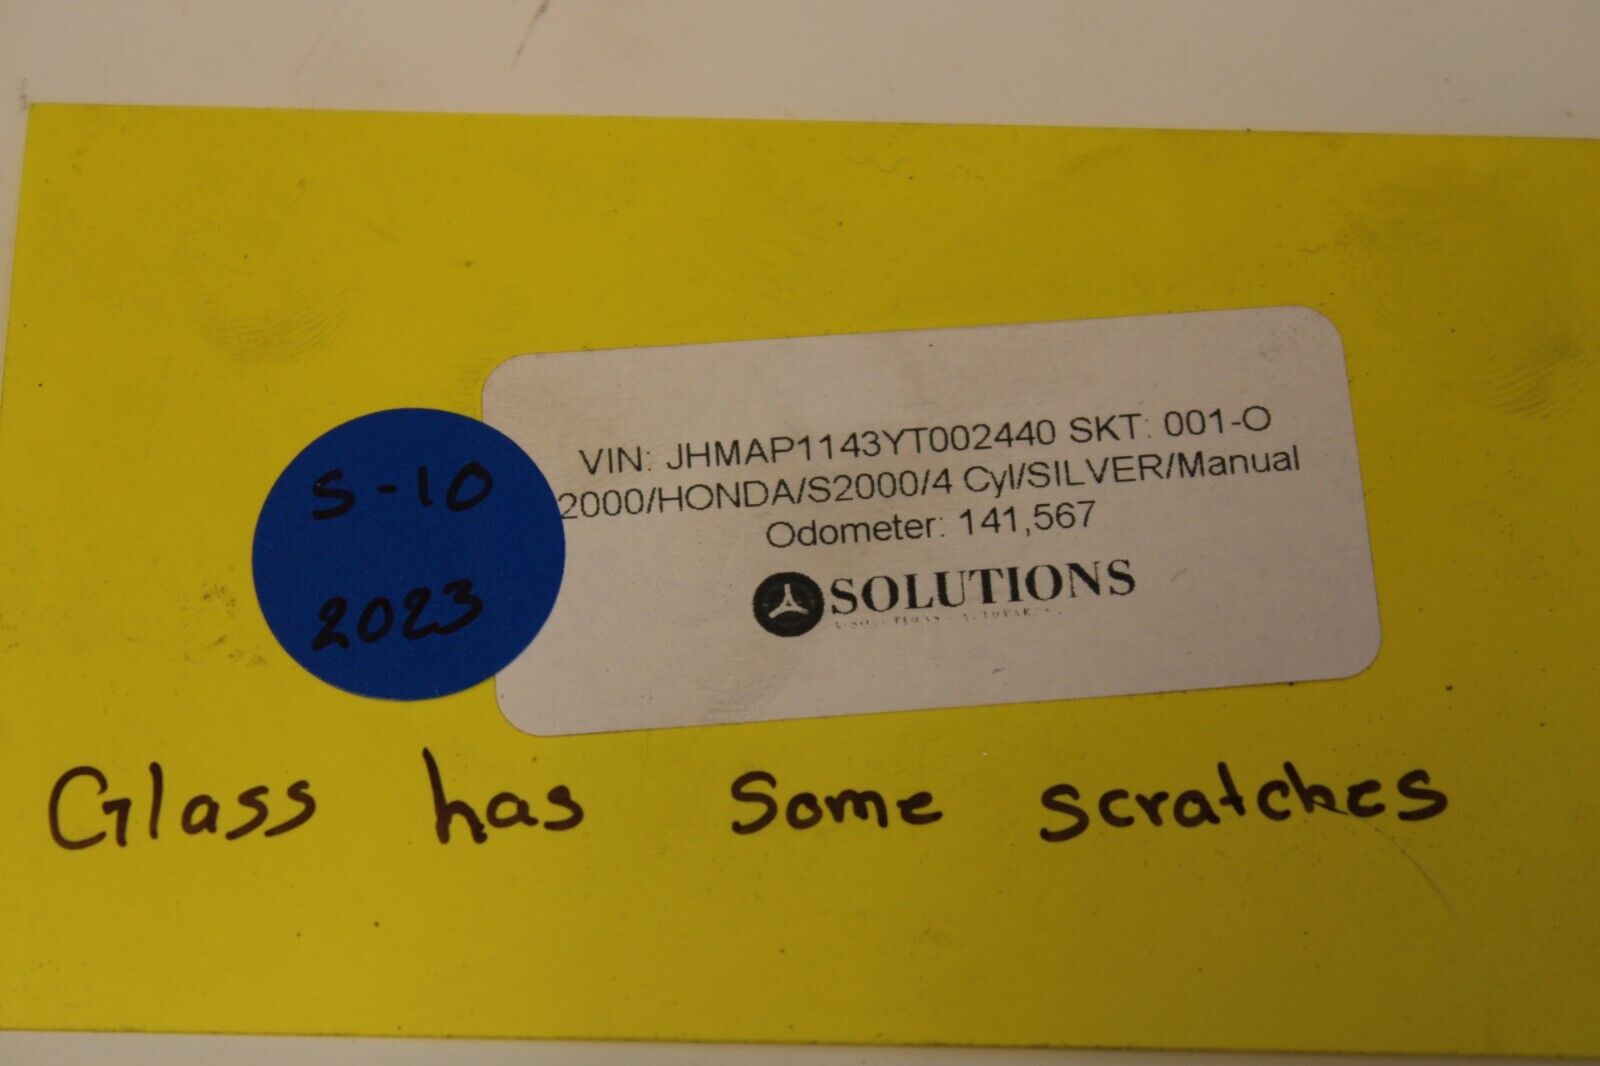 VIN: JHMAP1143YT002440 SKT: 001-O
2000/HONDA/S2000/4 Cyl/SILVER/Manual
Odometer: 141,567
SOLUTIONS
S-10
2023
Glass has some scratches